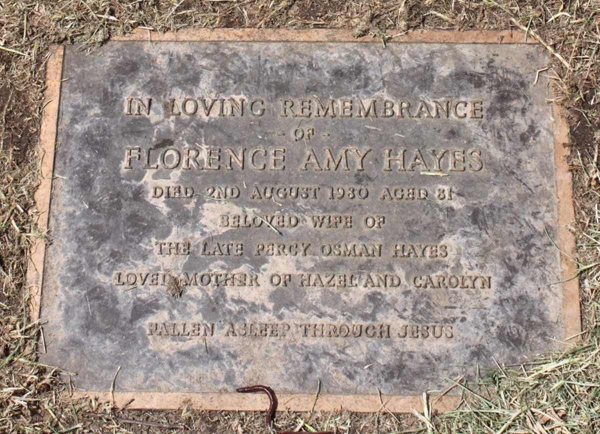 IN LOVING REMEMBRANCE
- OF -
FLORENCE AMY HAYES
DIED 2ND AUGUST 1980 AGED 81
BELOVED WIFE OF
THE LATE PERCY OSMAN HAYES
LOVED MOTHER OF HAZEL AND CAROLYN
FALLEN ASLEEP THROUGH JESUS